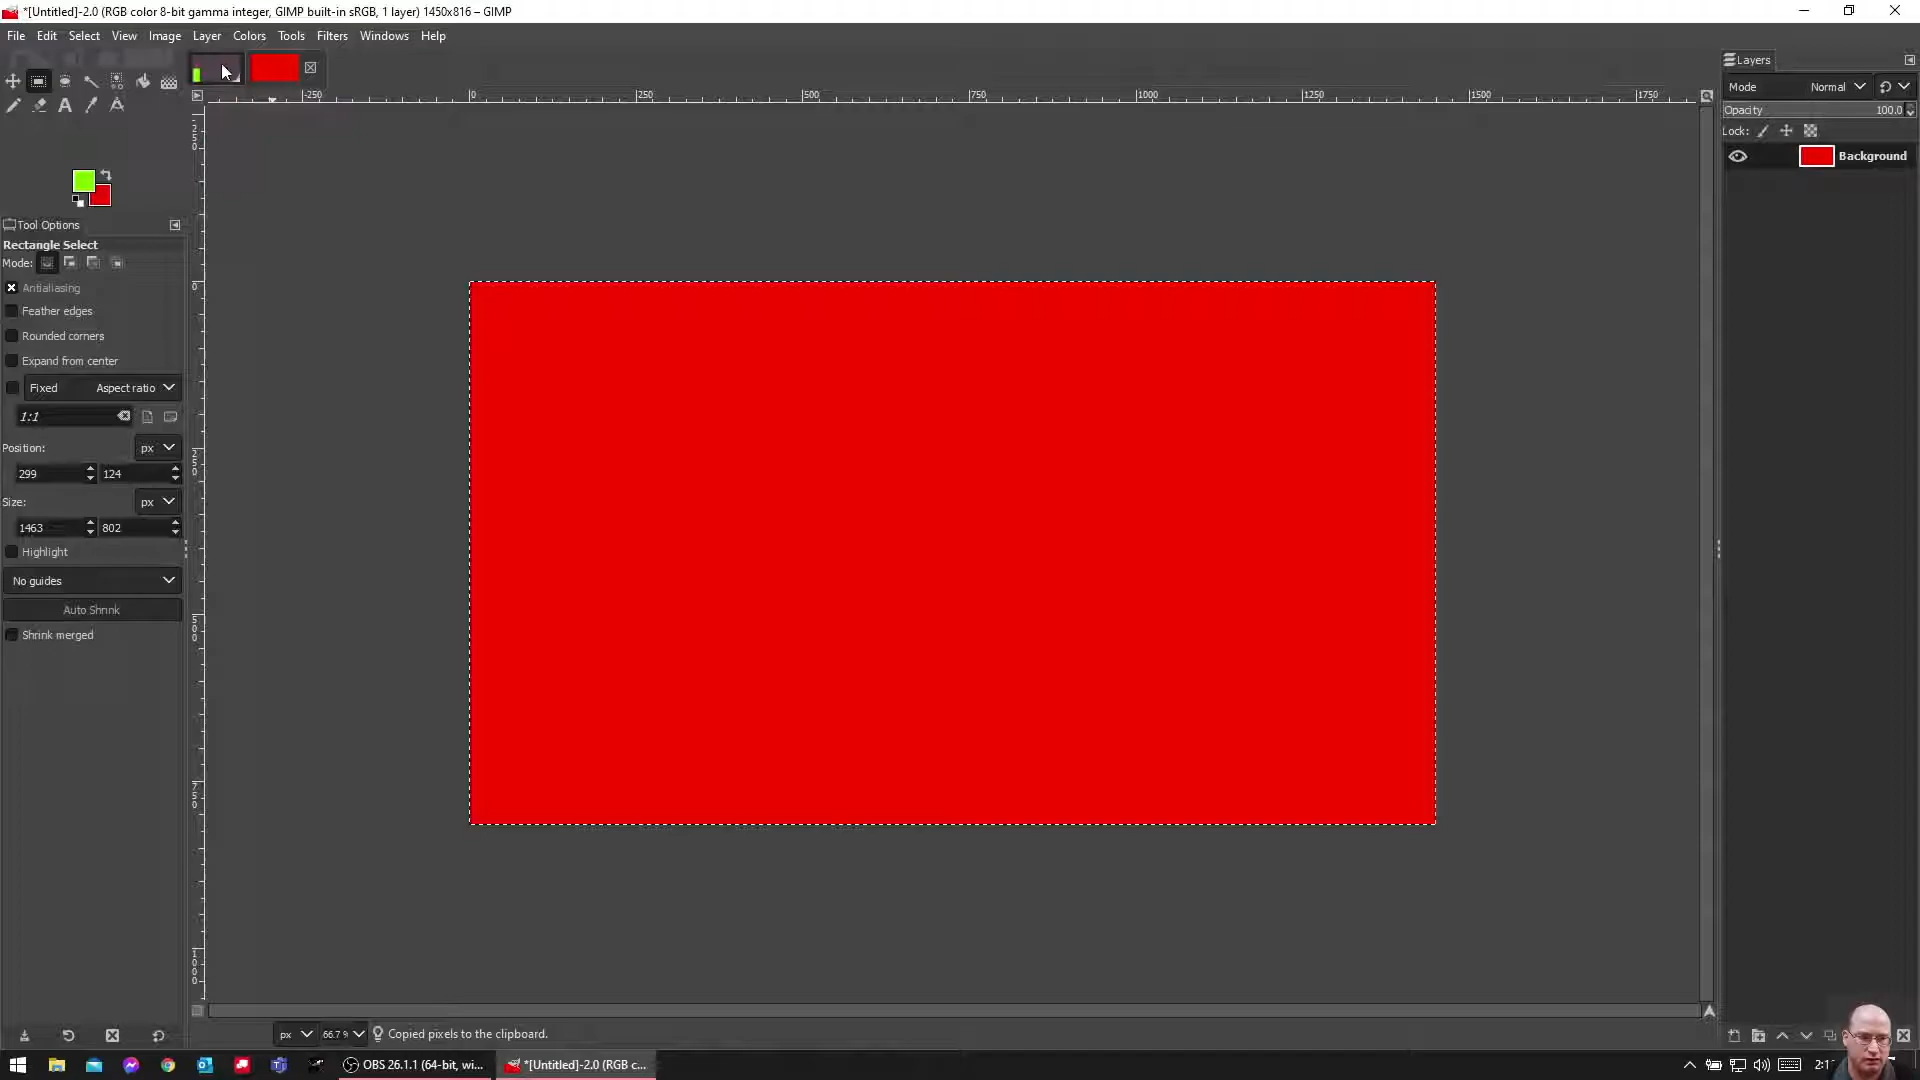 *[Untitled]-2.0 (RGB color 8-bit gamma integer, GIMP built-in sRGB, 1 layer) 1450x816 – GIMP
File Edit Select View Image Layer Colors Tools Filters Windows Help
Layers
Mode Normal
Opacity 100.0
Lock:
Background
-250 0 250 500 750 1000 1250 1500 1750
Tool Options
Rectangle Select
Mode:
Antialiasing
Feather edges
Rounded corners
Expand from center
Fixed Aspect ratio
1:1
Position: px
299 124
Size: px
1463 802
Highlight
No guides
Auto Shrink
Shrink merged
px 66.7 % Copied pixels to the clipboard.
OBS 26.1.1 (64-bit, wi... *[Untitled]-2.0 (RGB c...